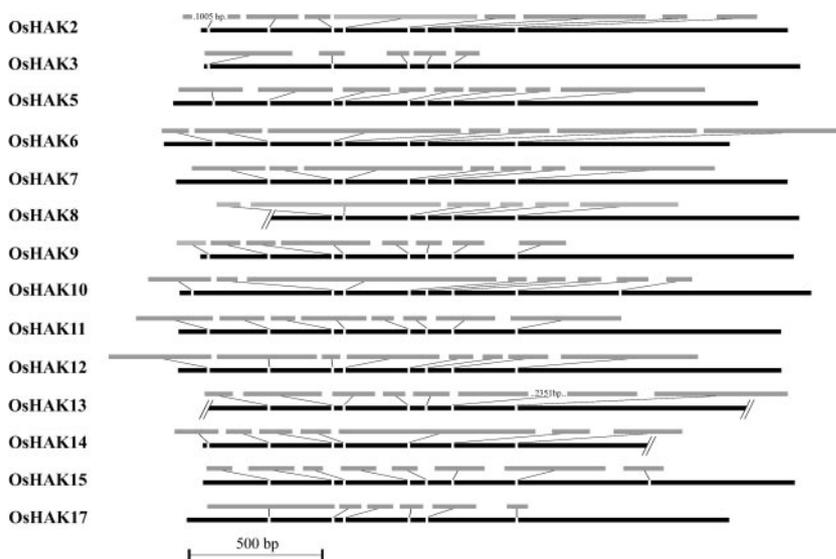 OsHAK2
..1005 bp.
OsHAK3
OsHAK5
OsHAK6
OsHAK7
OsHAK8
OsHAK9
OsHAK10
OsHAK11
OsHAK12
OsHAK13
..2351bp..
OsHAK14
OsHAK15
OsHAK17
500 bp